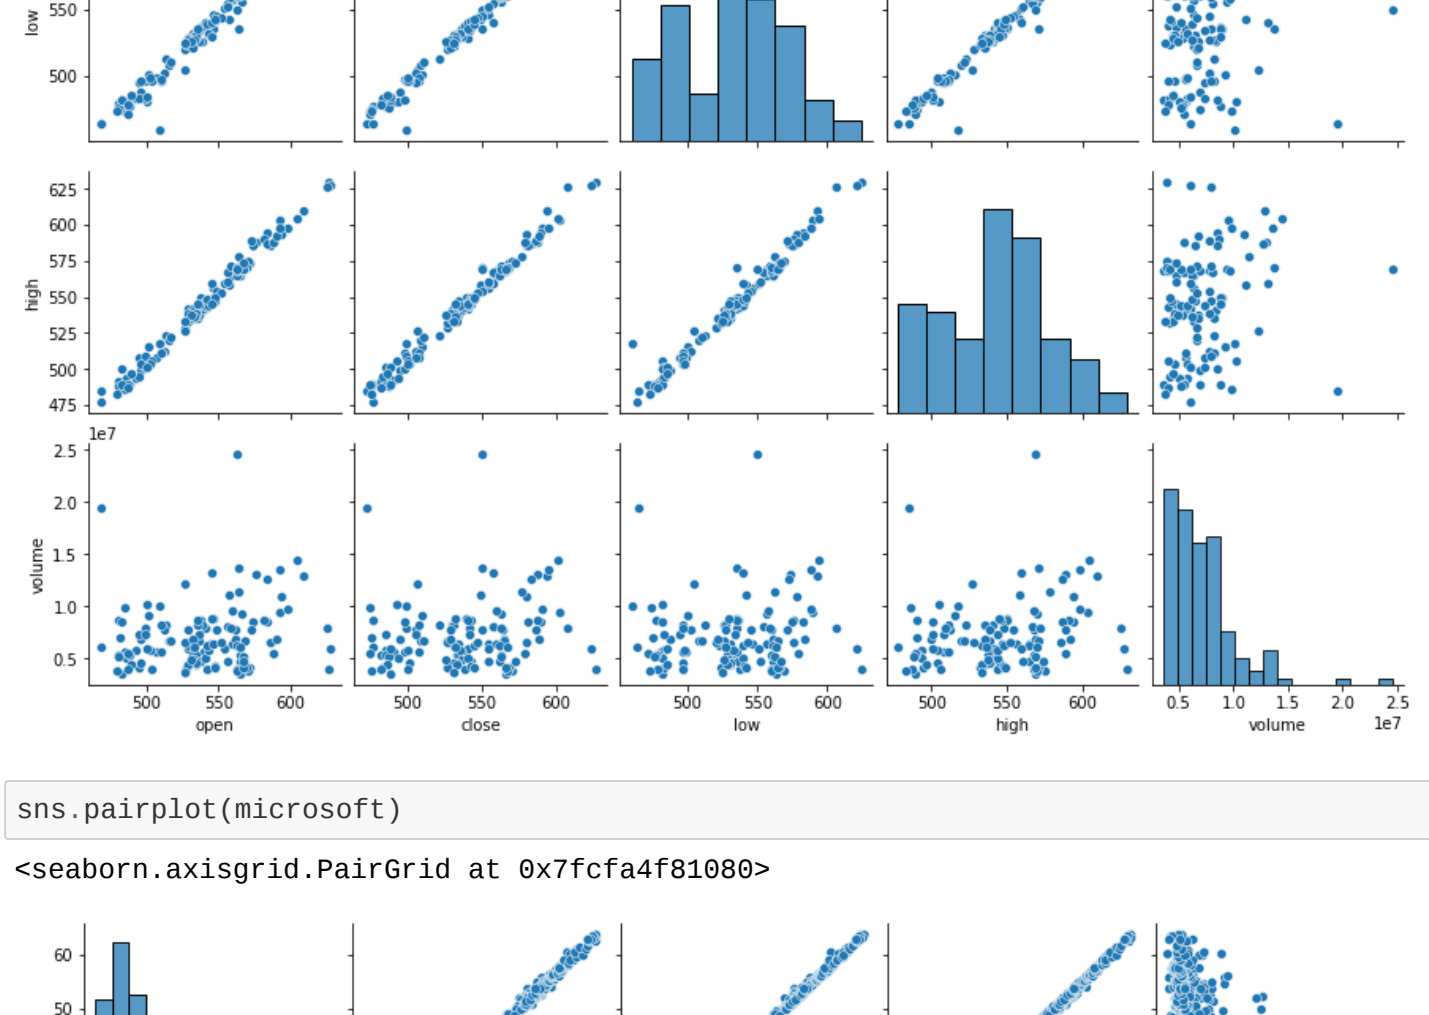 550
low
500
625
600
575
high
550
525
500
475
1e7
2.5
2.0
1.5
volume
1.0
0.5
500 550 600 500 550 600 500 550 600 500 550 600 0.5 1.0 1.5 2.0 2.5
open close low high volume 1e7
sns.pairplot(microsoft)
<seaborn.axisgrid.PairGrid at 0x7fcfa4f81080>
60
50